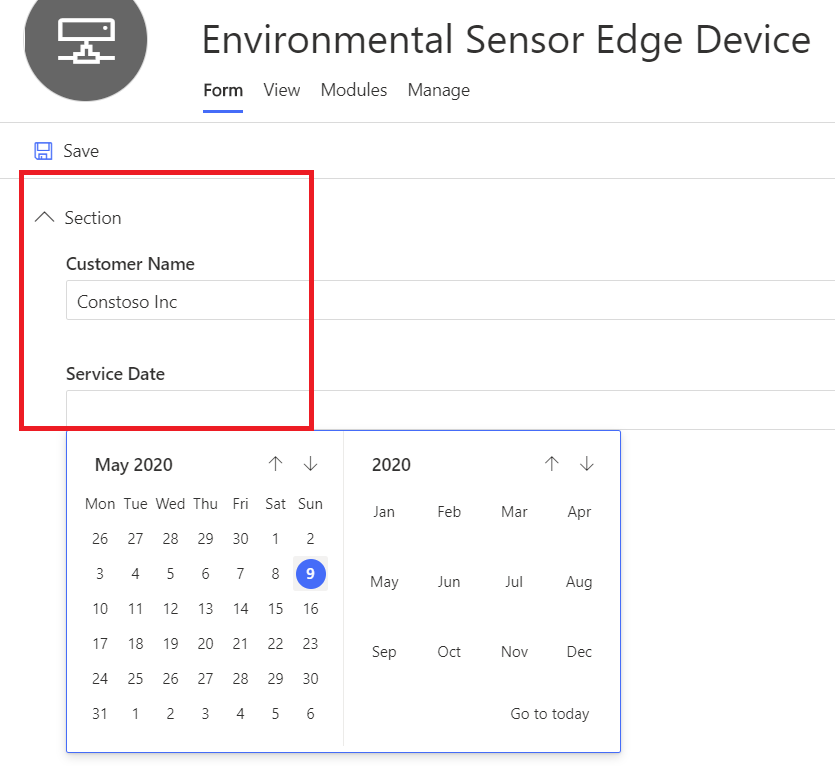 Environmental Sensor Edge Device
Form View Modules Manage
Save
Section
Customer Name
Constoso Inc
Service Date
May 2020
Mon Tue Wed Thu Fri Sat Sun
26 27 28 29 30 1 2
3 4 5 6 7 8 9
10 11 12 13 14 15 16
17 18 19 20 21 22 23
24 25 26 27 28 29 30
31 1 2 3 4 5 6
2020
Jan Feb Mar Apr
May Jun Jul Aug
Sep Oct Nov Dec
Go to today